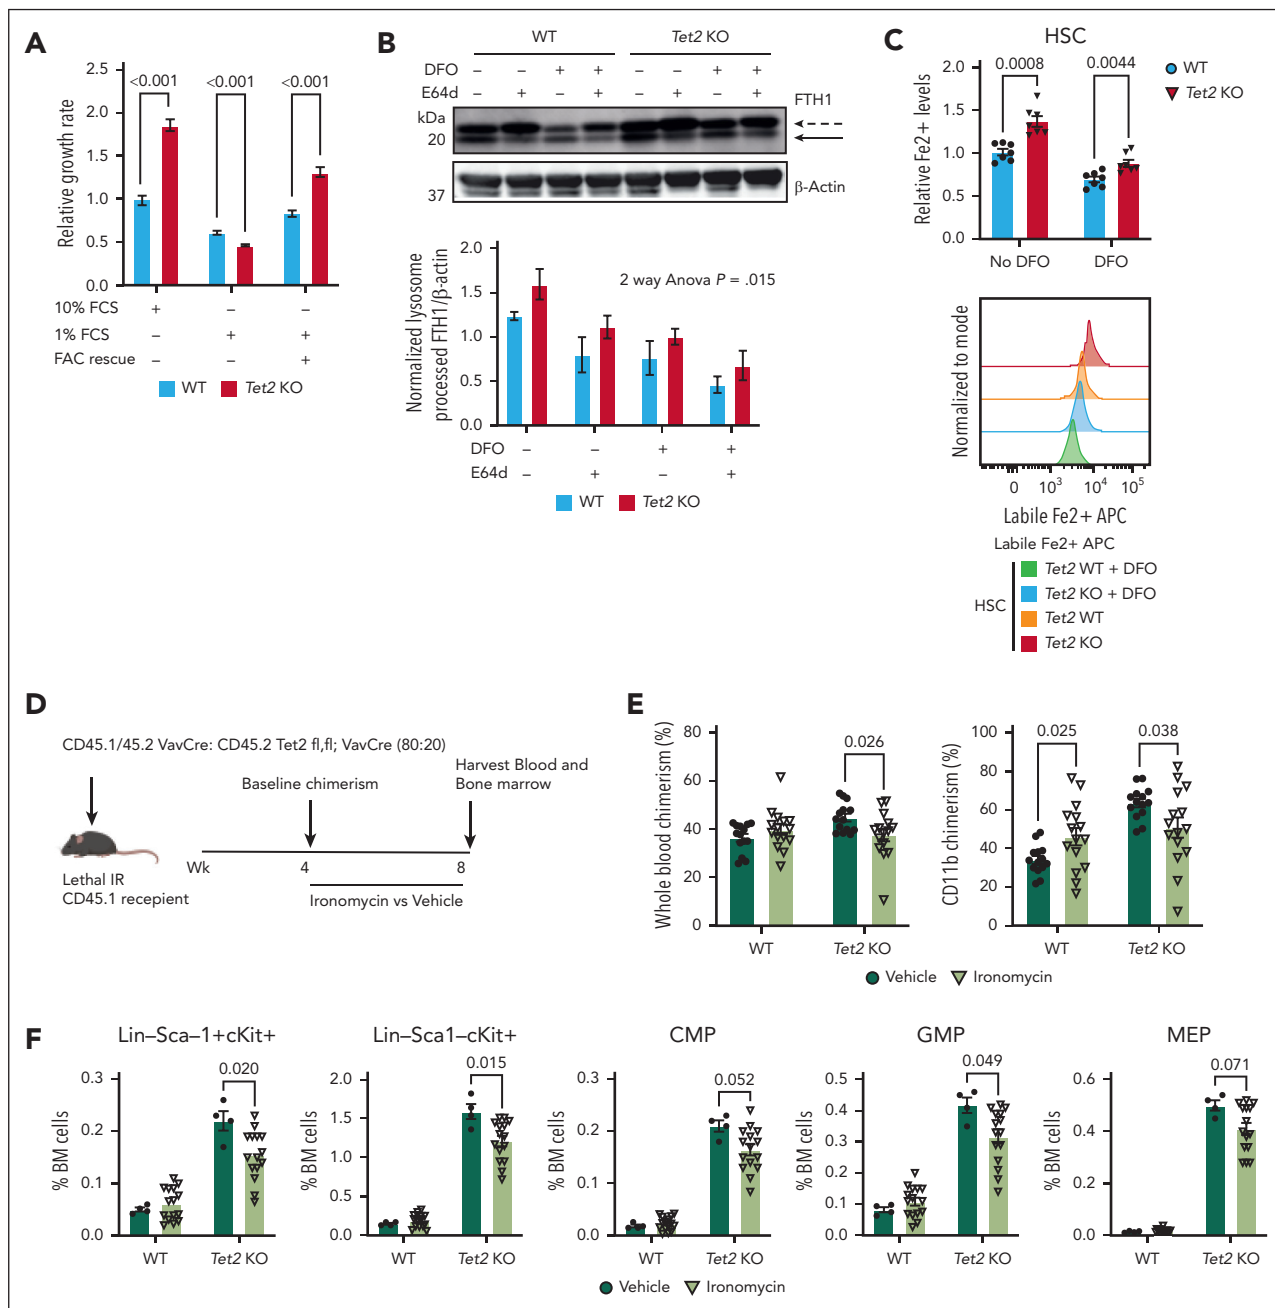 A
Relative growth rate
2.5
2.0
1.5
1.0
0.5
0.0
<0.001
<0.001
<0.001
10% FCS + – –
1% FCS – + +
FAC rescue – – +
WT Tet2 KO
B
WT Tet2 KO
DFO – – + + – – + +
E64d – + – + – + – +
kDa
20
FTH1
37
β-Actin
Normalized lysosome
processed FTH1/β-actin
2.0
1.5
1.0
0.5
0.0
2 way Anova P = .015
DFO – – + +
E64d – + – +
WT Tet2 KO
C
HSC
Relative Fe2+ levels
2.0
1.5
1.0
0.5
0.0
0.0008
0.0044
WT
Tet2 KO
No DFO DFO
Normalized to mode
0 10³ 10⁴ 10⁵
Labile Fe2+ APC
Labile Fe2+ APC
HSC
Tet2 WT + DFO
Tet2 KO + DFO
Tet2 WT
Tet2 KO
D
CD45.1/45.2 VavCre: CD45.2 Tet2 fl,fl; VavCre (80:20)
Baseline chimerism
Harvest Blood and
Bone marrow
Wk 4 8
Lethal IR
CD45.1 recepient
Ironomycin vs Vehicle
E
Whole blood chimerism (%)
80
60
40
20
0
0.026
WT Tet2 KO
CD11b chimerism (%)
100
80
60
40
20
0
0.025
0.038
WT Tet2 KO
Vehicle Ironomycin
F
Lin–Sca–1+cKit+
% BM cells
0.3
0.2
0.1
0.0
0.020
WT Tet2 KO
Lin–Sca1–cKit+
% BM cells
2.0
1.5
1.0
0.5
0.0
0.015
WT Tet2 KO
CMP
% BM cells
0.3
0.2
0.1
0.0
0.052
WT Tet2 KO
GMP
% BM cells
0.5
0.4
0.3
0.2
0.1
0.0
0.049
WT Tet2 KO
MEP
% BM cells
0.6
0.4
0.2
0.0
0.071
WT Tet2 KO
Vehicle Ironomycin